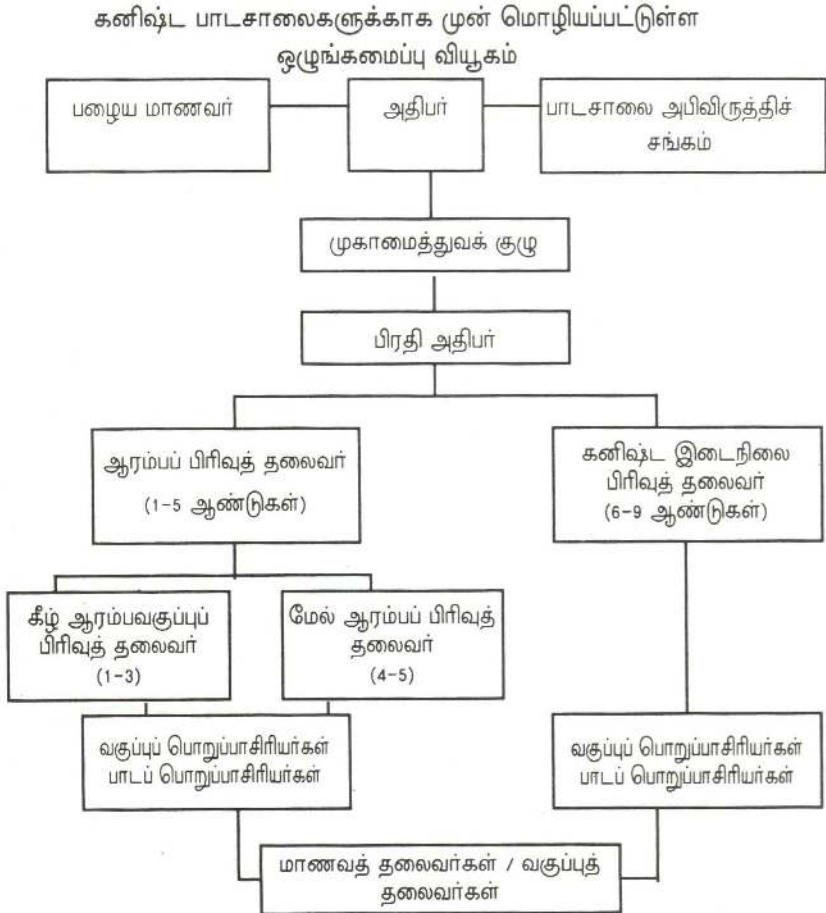 கனிஷ்ட பாடசாலைகளுக்காக முன் மொழியப்பட்டுள்ள
ஒழுங்கமைப்பு வியூகம்
பழைய மாணவர்
அதிபர்
பாடசாலை அபிவிருத்திச்
சங்கம்
முகாமைத்துவக் குழு
பிரதி அதிபர்
ஆரம்பப் பிரிவுத் தலைவர்
(1-5 ஆண்டுகள்)
கனிஷ்ட இடைநிலை
பிரிவுத் தலைவர்
(6-9 ஆண்டுகள்)
கீழ் ஆரம்பவகுப்புப்
பிரிவுத் தலைவர்
(1-3)
மேல் ஆரம்பப் பிரிவுத்
தலைவர்
(4-5)
வகுப்புப் பொறுப்பாசிரியர்கள்
பாடப் பொறுப்பாசிரியர்கள்
வகுப்புப் பொறுப்பாசிரியர்கள்
பாடப் பொறுப்பாசிரியர்கள்
மாணவத் தலைவர்கள் / வகுப்புத்
தலைவர்கள்